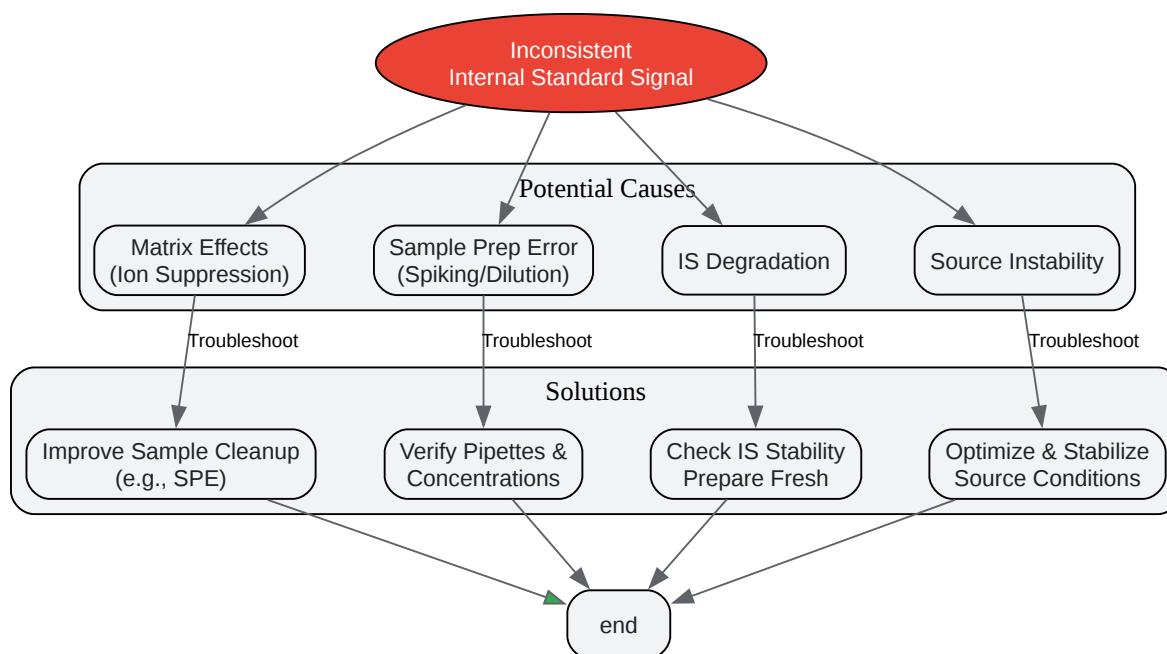 Inconsistent
Internal Standard Signal
Potential Causes
Matrix Effects
(Ion Suppression)
Sample Prep Error
(Spiking/Dilution)
IS Degradation
Source Instability
Troubleshoot
Troubleshoot
Troubleshoot
Troubleshoot
Solutions
Improve Sample Cleanup
(e.g., SPE)
Verify Pipettes &
Concentrations
Check IS Stability
Prepare Fresh
Optimize & Stabilize
Source Conditions
end